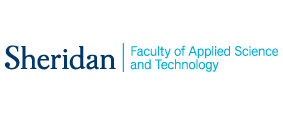 Sheridan
Faculty of Applied Science
and Technology